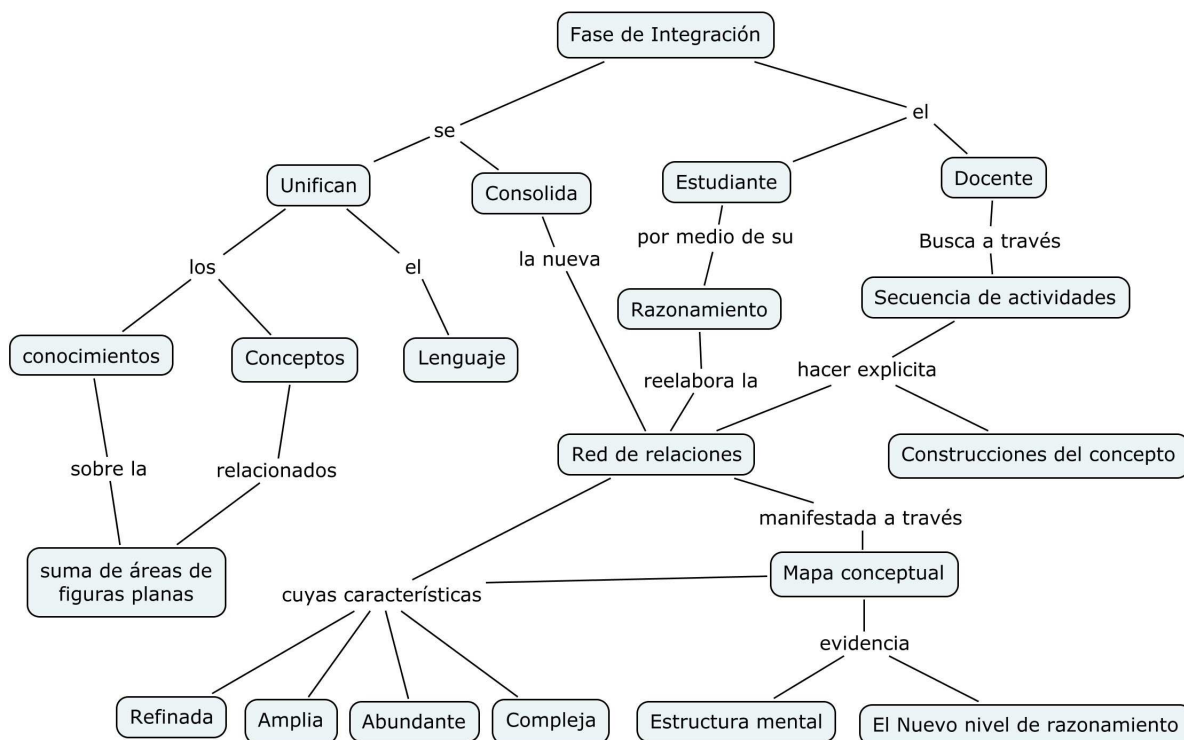 Fase de Integración
se
el
Unifican
Consolida
Estudiante
Docente
los
el
la nueva
por medio de su
Busca a través
Razonamiento
Secuencia de actividades
conocimientos
Conceptos
Lenguaje
reelabora la
hacer explicita
sobre la
relacionados
Red de relaciones
Construcciones del concepto
manifestada a través
suma de áreas de
figuras planas
cuyas características
Mapa conceptual
evidencia
Refinada
Amplia
Abundante
Compleja
Estructura mental
El Nuevo nivel de razonamiento